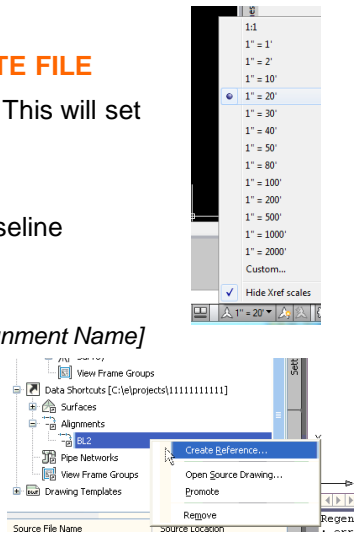 1:1
1" = 1'
TE FILE
1" = 2'
This will set
1" = 10'
1" = 20'
1" = 30'
1" = 40'
1" = 50'
1" = 80'
1" = 100'
1" = 200'
seline
1" = 500'
1" = 1000'
1" = 2000'
Custom...
Hide Xref scales
1" = 20'
nment Name]
View Frame Groups
Data Shortcuts [C:\e\projects\11111111111]
Surfaces
Alignments
BL2
Pipe Networks
View Frame Groups
Drawing Templates
Create Reference...
Open Source Drawing...
Promote
Remove
Source File Name
Source Location
Sett
Regen